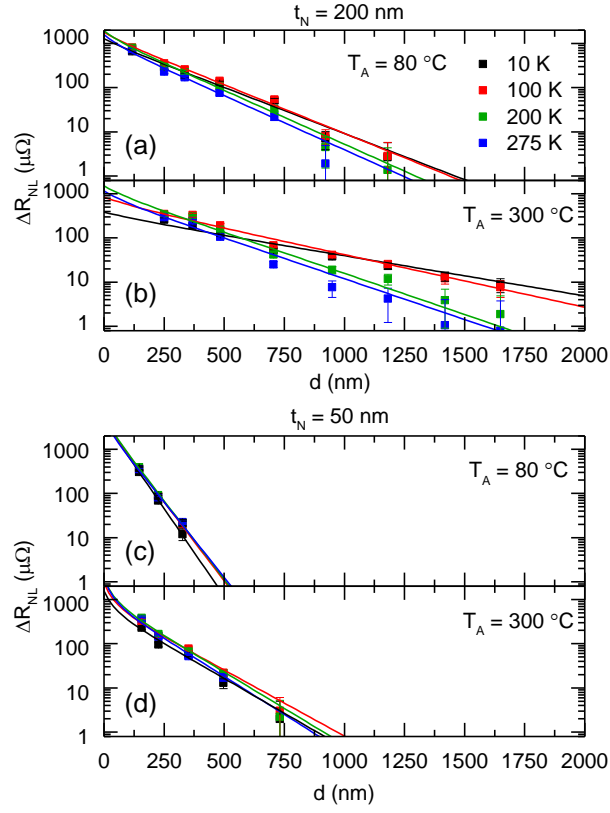 t_N = 200 nm
1000
100
10
1
(a)
T_A = 80 °C
10 K
100 K
200 K
275 K
ΔR_NL (μΩ)
1000
100
10
1
(b)
T_A = 300 °C
0 250 500 750 1000 1250 1500 1750 2000
d (nm)
t_N = 50 nm
1000
100
10
1
(c)
T_A = 80 °C
ΔR_NL (μΩ)
1000
100
10
1
(d)
T_A = 300 °C
0 250 500 750 1000 1250 1500 1750 2000
d (nm)